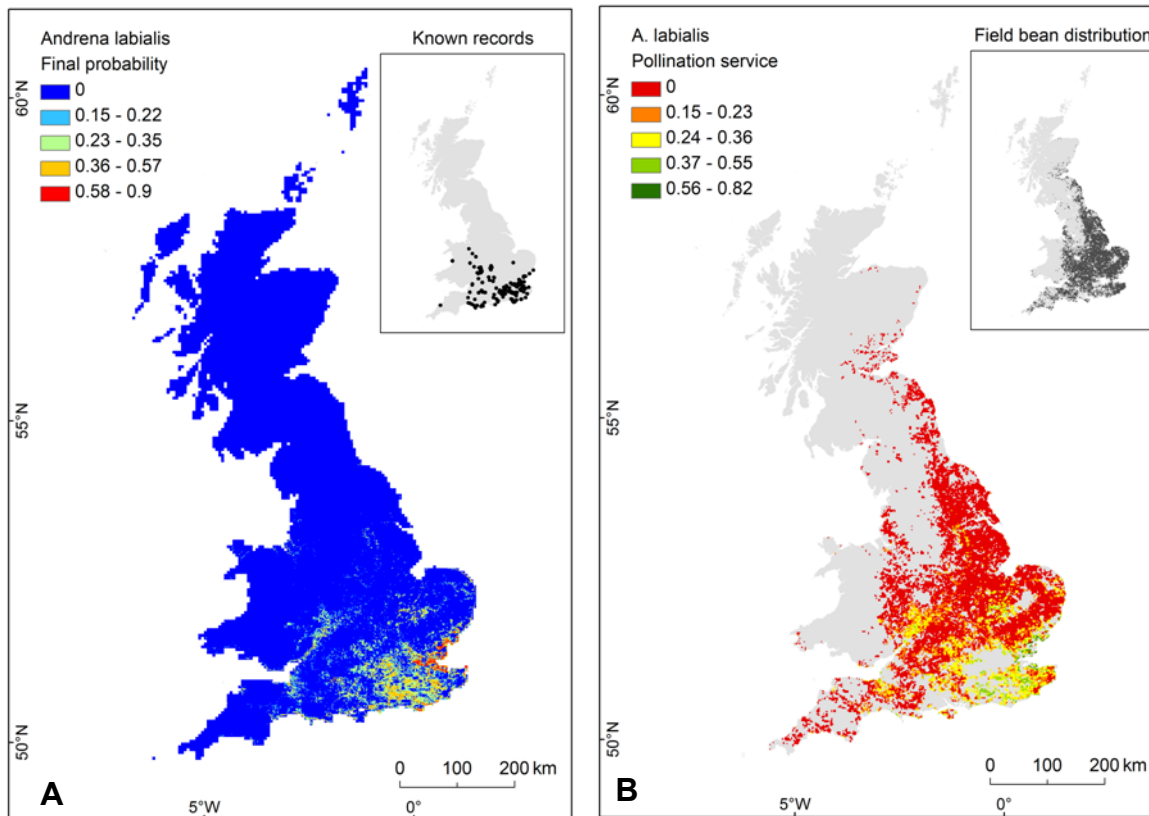 Andrena labialis
Final probability
0
0.15 - 0.22
0.23 - 0.35
0.36 - 0.57
0.58 - 0.9
Known records
60°N
55°N
50°N
0 100 200 km
A
5°W 0°
A. labialis
Pollination service
0
0.15 - 0.23
0.24 - 0.36
0.37 - 0.55
0.56 - 0.82
Field bean distribution
60°N
55°N
50°N
0 100 200 km
B
5°W 0°